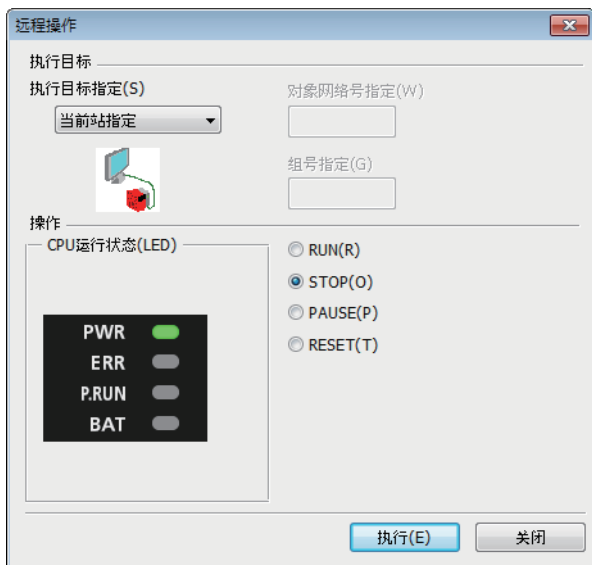 远程操作
执行目标
执行目标指定(S)
当前站指定
对象网络号指定(W)
组号指定(G)
操作
CPU运行状态(LED)
PWR
ERR
P.RUN
BAT
RUN(R)
STOP(O)
PAUSE(P)
RESET(T)
执行(E)
关闭